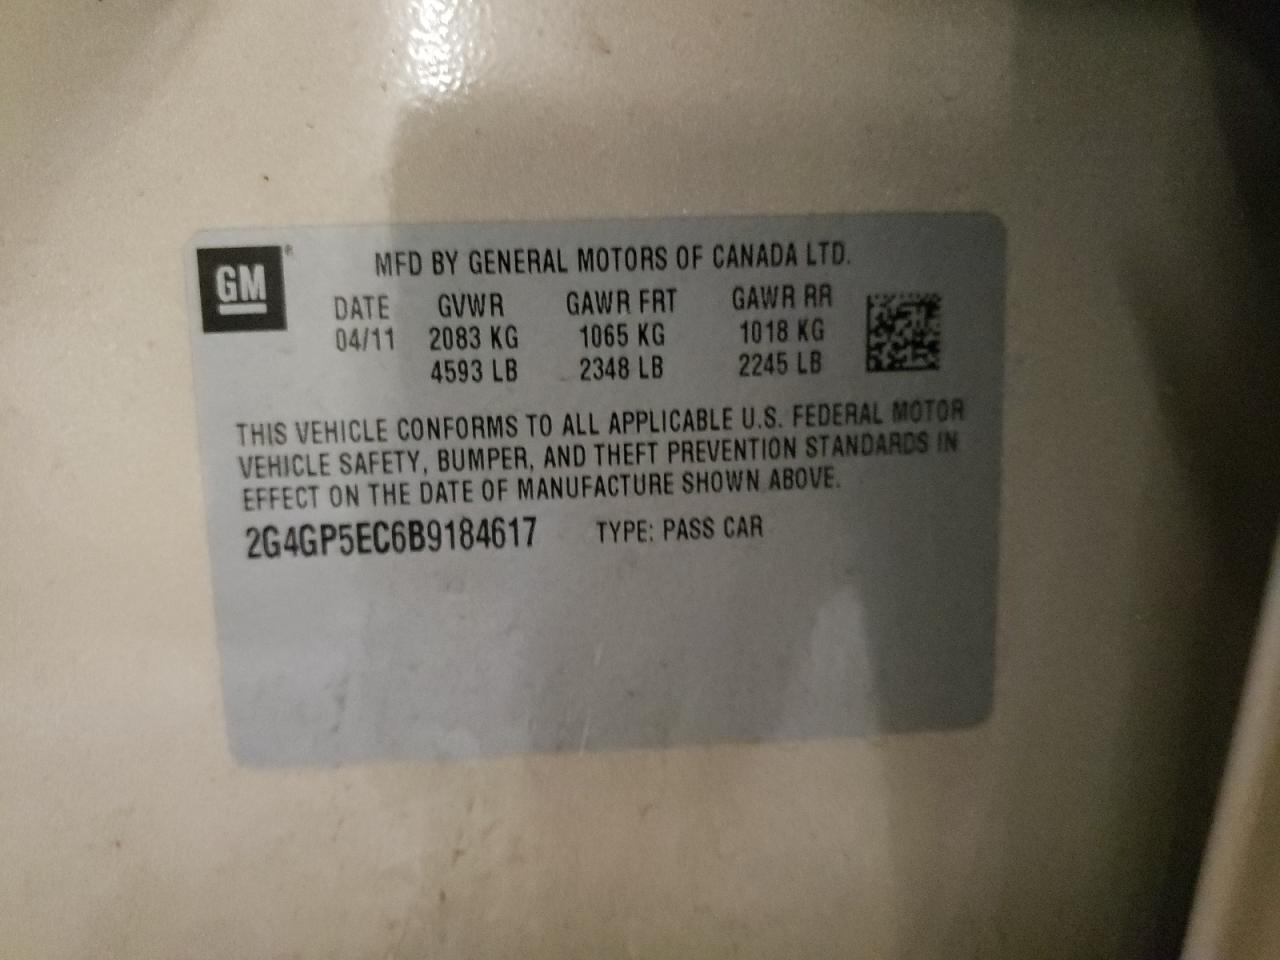 GM®
MFD BY GENERAL MOTORS OF CANADA LTD.
DATE GVWR GAWR FRT GAWR RR
04/11 2083 KG 1065 KG 1018 KG
4593 LB 2348 LB 2245 LB
THIS VEHICLE CONFORMS TO ALL APPLICABLE U.S. FEDERAL MOTOR
VEHICLE SAFETY, BUMPER, AND THEFT PREVENTION STANDARDS IN
EFFECT ON THE DATE OF MANUFACTURE SHOWN ABOVE.
2G4GP5EC6B9184617 TYPE: PASS CAR